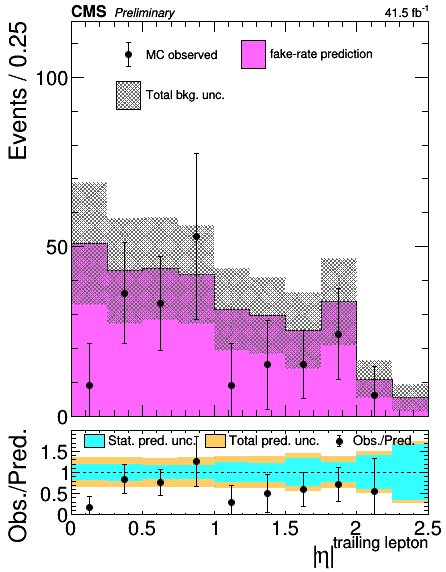 CMS Preliminary 41.5 fb⁻¹
Events / 0.25
MC observed fake-rate prediction
Total bkg. unc.
100
50
0
Obs./Pred.
Stat. pred. unc. Total pred. unc. Obs./Pred.
1.5
1
0.5
0
0 0.5 1 1.5 2 2.5
|η|^trailing lepton